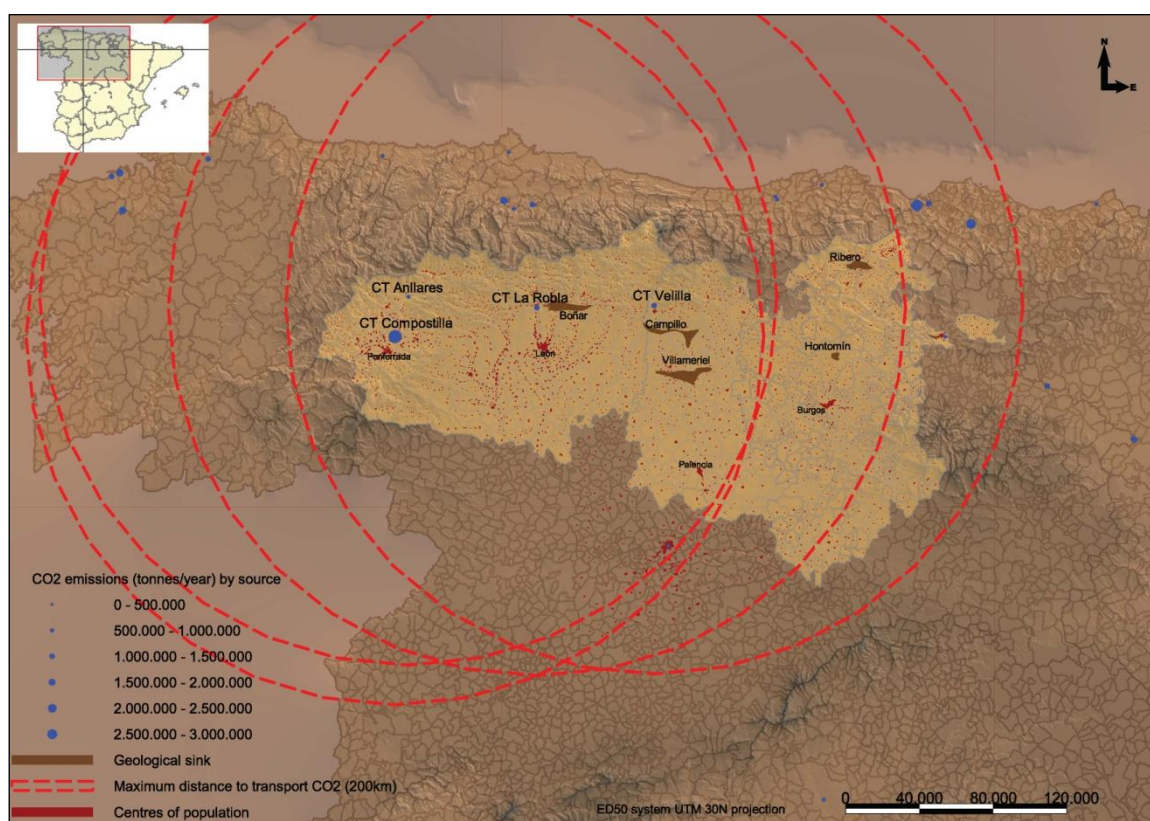 N
E
Ribero
CT Anllares
CT La Robla
CT Velilla
Boñar
CT Compostilla
Campillo
Ponferrada
León
Hontomín
Villameriel
Burgos
Palencia
CO2 emissions (tonnes/year) by source
0 - 500.000
500.000 - 1.000.000
1.000.000 - 1.500.000
1.500.000 - 2.000.000
2.000.000 - 2.500.000
2.500.000 - 3.000.000
Geological sink
Maximum distance to transport CO2 (200km)
Centres of population
ED50 system UTM 30N projection
0 40.000 80.000 120.000